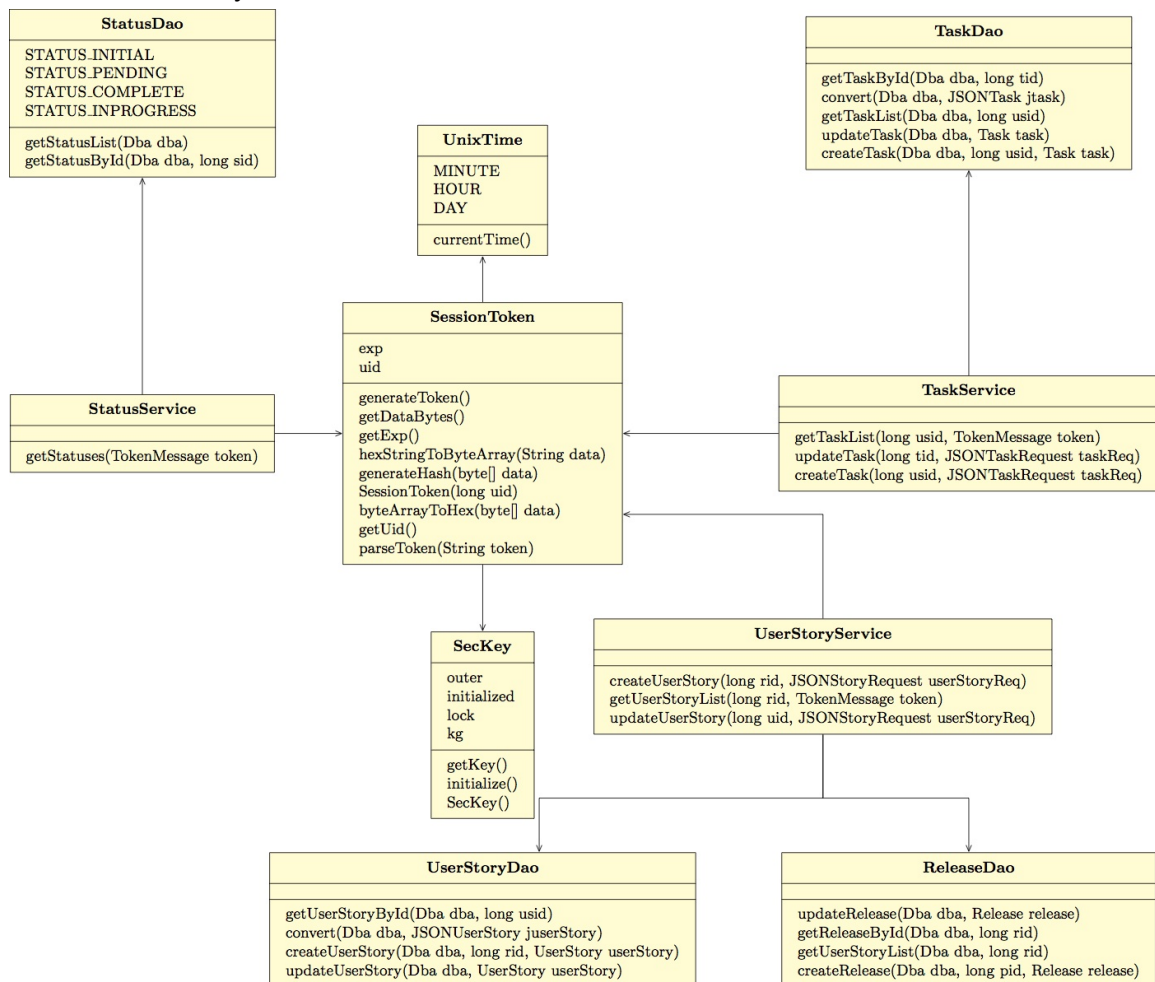 StatusDao
STATUS_INITIAL
STATUS_PENDING
STATUS_COMPLETE
STATUS_INPROGRESS
getStatusList(Dba dba)
getStatusById(Dba dba, long sid)
TaskDao
getTaskById(Dba dba, long tid)
convert(Dba dba, JSONTask jtask)
getTaskList(Dba dba, long usid)
updateTask(Dba dba, Task task)
createTask(Dba dba, long usid, Task task)
UnixTime
MINUTE
HOUR
DAY
currentTime()
SessionToken
exp
uid
generateToken()
getDataBytes()
getExp()
hexStringToByteArray(String data)
generateHash(byte[] data)
SessionToken(long uid)
byteArrayToHex(byte[] data)
getUid()
parseToken(String token)
StatusService
getStatuses(TokenMessage token)
TaskService
getTaskList(long usid, TokenMessage token)
updateTask(long tid, JSONTaskRequest taskReq)
createTask(long usid, JSONTaskRequest taskReq)
SecKey
outer
initialized
lock
kg
getKey()
initialize()
SecKey()
UserStoryService
createUserStory(long rid, JSONStoryRequest userStoryReq)
getUserStoryList(long rid, TokenMessage token)
updateUserStory(long uid, JSONStoryRequest userStoryReq)
UserStoryDao
getUserStoryById(Dba dba, long usid)
convert(Dba dba, JSONUserStory juserStory)
createUserStory(Dba dba, long rid, UserStory userStory)
updateUserStory(Dba dba, UserStory userStory)
ReleaseDao
updateRelease(Dba dba, Release release)
getReleaseById(Dba dba, long rid)
getUserStoryList(Dba dba, long rid)
createRelease(Dba dba, long pid, Release release)